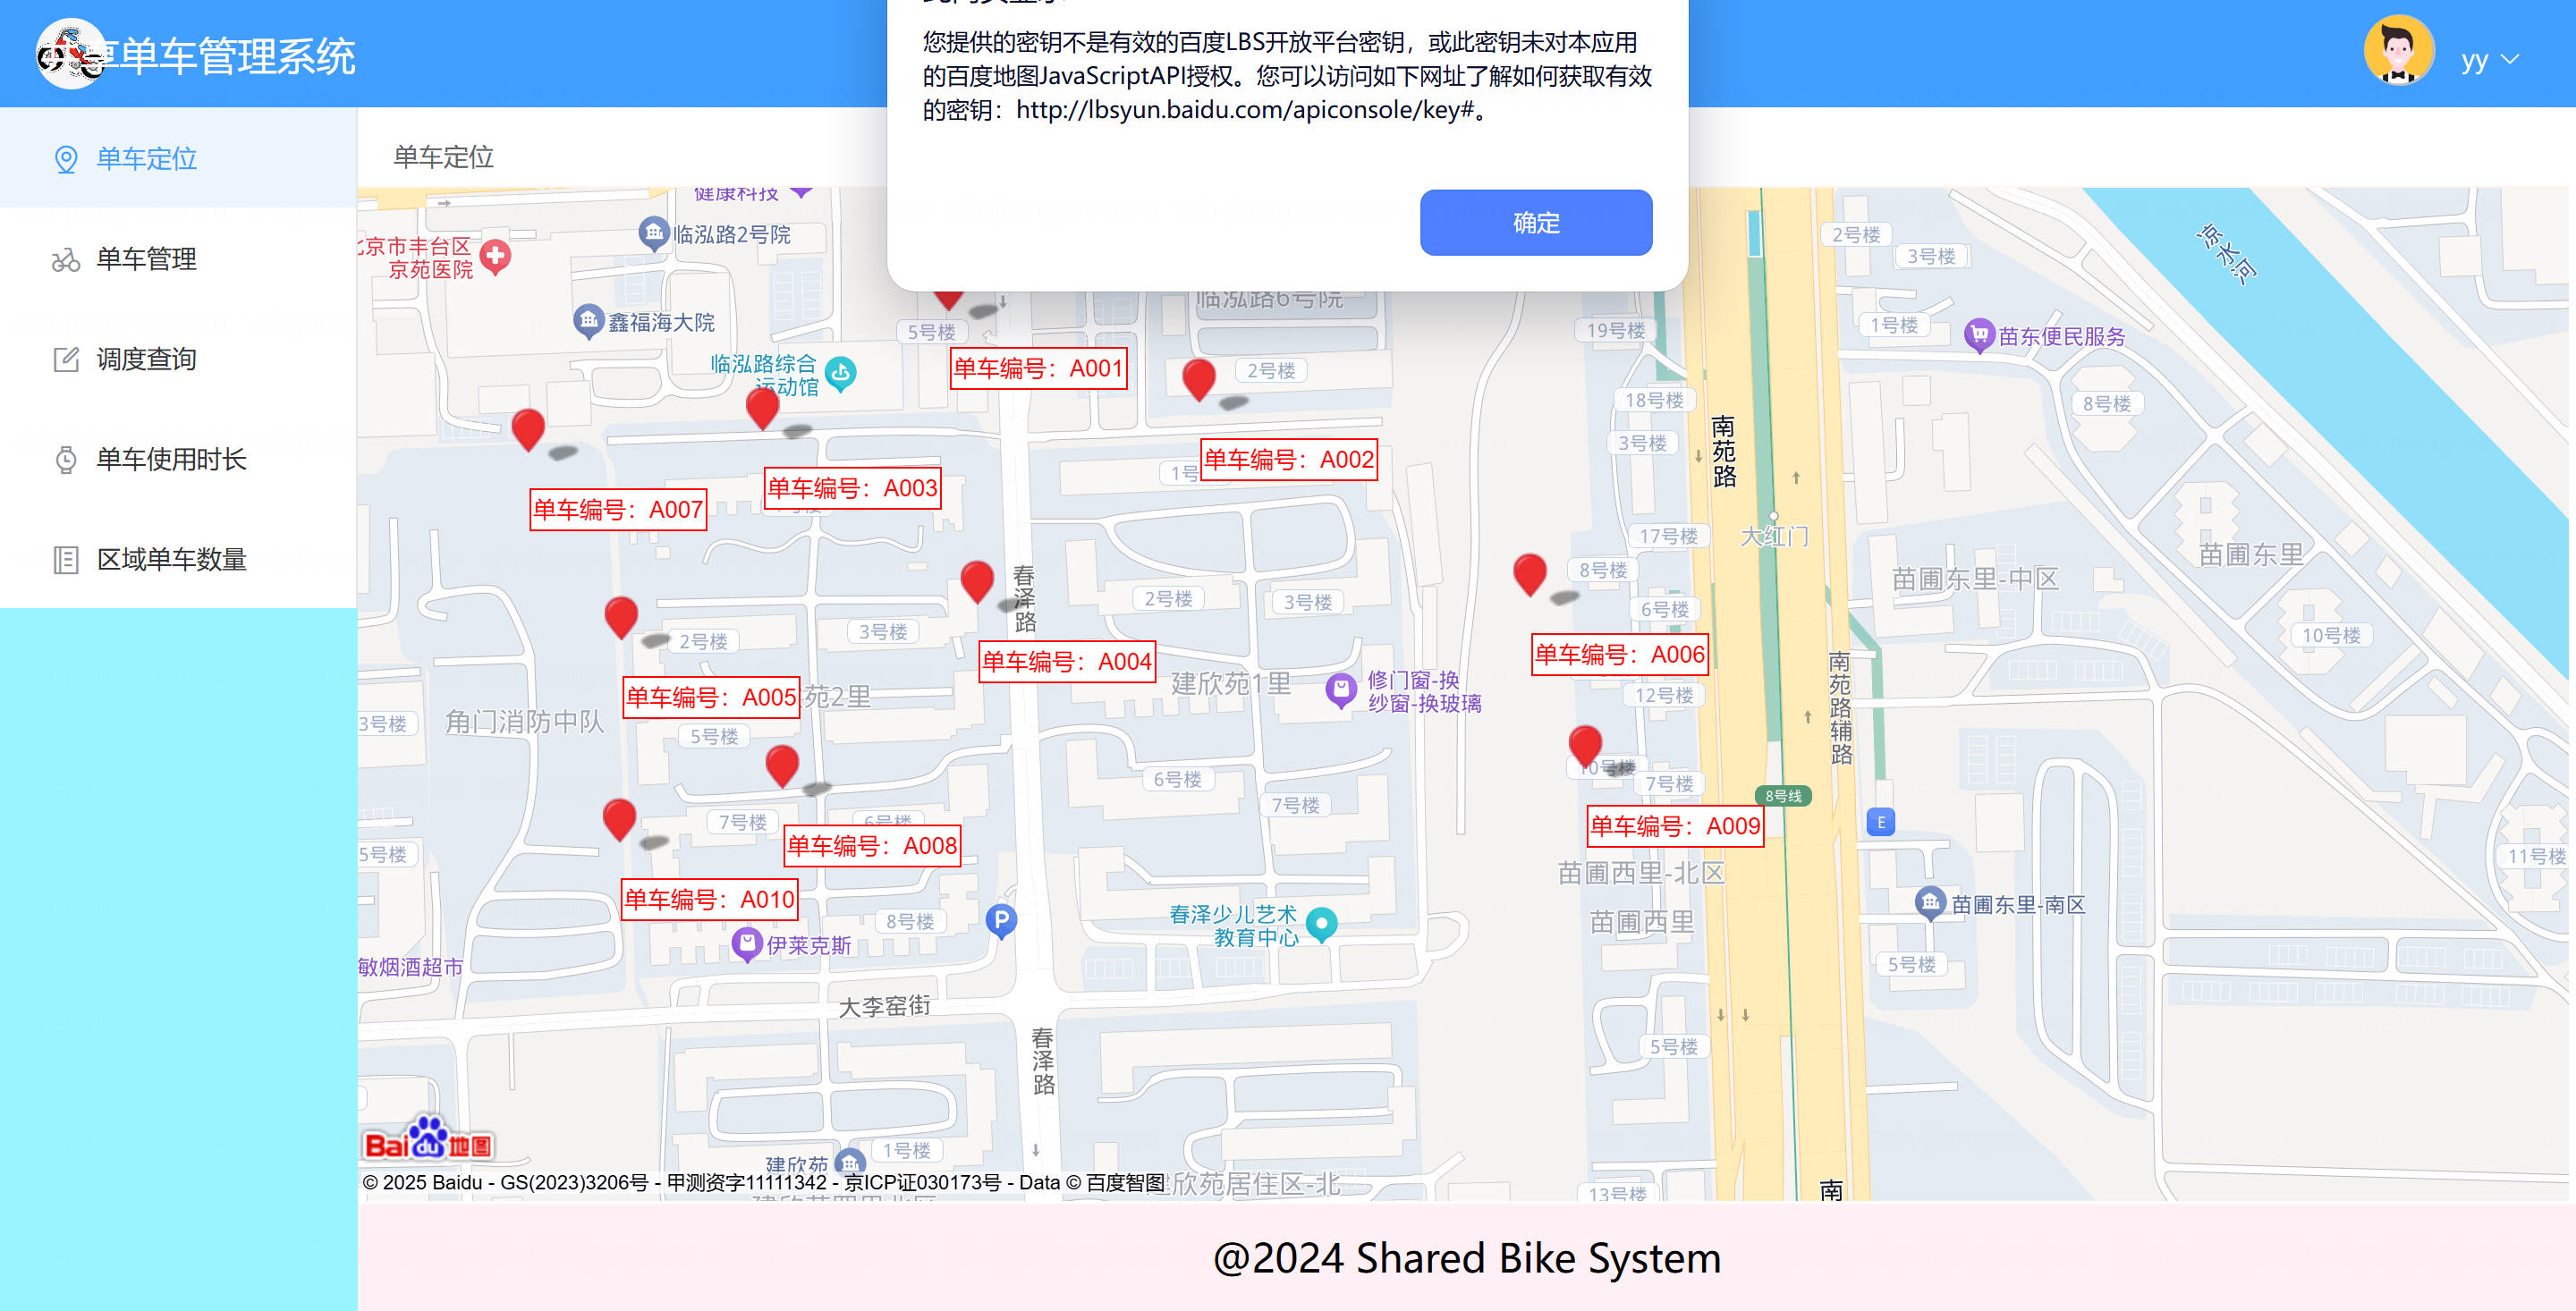 享单车管理系统
yy
您提供的密钥不是有效的百度LBS开放平台密钥，或此密钥未对本应用
的百度地图JavaScriptAPI授权。您可以访问如下网址了解如何获取有效
的密钥：http://lbsyun.baidu.com/apiconsole/key#。
确定
单车定位
单车管理
调度查询
单车使用时长
区域单车数量
单车定位
健康科技
临泓路2号院
京市丰台区
京苑医院
鑫福海大院
临泓路综合
运动馆
5号楼
临泓路6号院
2号楼
单车编号：A001
单车编号：A002
单车编号：A003
单车编号：A007
1号
春泽路
2号楼
3号楼
单车编号：A004
建欣苑1里
修门窗-换
纱窗-换玻璃
2号楼
3号楼
单车编号：A005
苑2里
角门消防中队
3号楼
5号楼
5号楼
7号楼
6号楼
单车编号：A008
单车编号：A010
8号楼
伊莱克斯
敏烟酒超市
P
6号楼
7号楼
春泽少儿艺术
教育中心
大李窑街
春泽路
1号楼
建欣苑
建欣苑居住区-北
19号楼
18号楼
3号楼
17号楼
8号楼
6号楼
单车编号：A006
12号楼
10号楼
7号楼
单车编号：A009
苗圃西里-北区
苗圃西里
5号楼
13号楼
南苑路
大红门
南苑路辅路
8号线
E
南
2号楼
3号楼
1号楼
苗东便民服务
凉水河
8号楼
苗圃东里
苗圃东里-中区
10号楼
11号楼
苗圃东里-南区
5号楼
Baidu地图
© 2025 Baidu - GS(2023)3206号 - 甲测资字11111342 - 京ICP证030173号 - Data © 百度智图
@2024 Shared Bike System